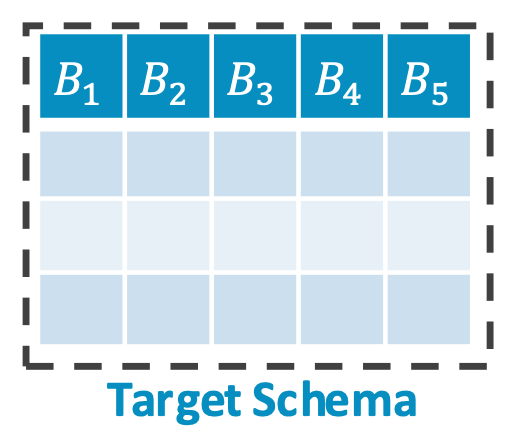 B₁ B₂ B₃ B₄ B₅
Target Schema